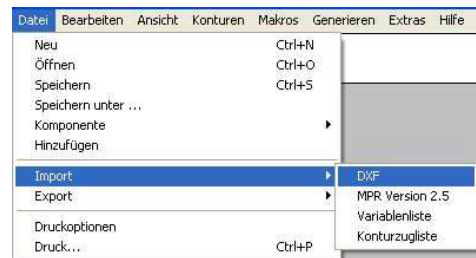 Datei Bearbeiten Ansicht Konturen Makros Generieren Extras Hilfe
Neu Ctrl+N
Öffnen Ctrl+O
Speichern Ctrl+S
Speichern unter ...
Komponente
Hinzufügen
Import DXF
Export MPR Version 2.5
Variablenliste
Druckoptionen Konturzugliste
Druck... Ctrl+P